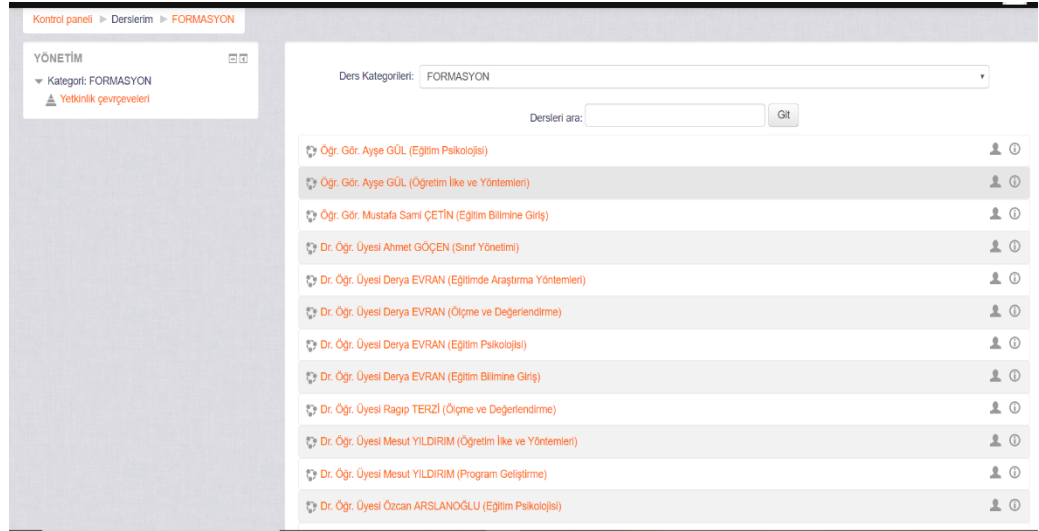 Kontrol paneli ▶ Derslerim ▶ FORMASYON
YÖNETİM
Kategori: FORMASYON
Yetkinlik çevrçeveleri
Ders Kategorileri: FORMASYON
Dersleri ara: Git
Öğr. Gör. Ayşe GÜL (Eğitim Psikolojisi)
Öğr. Gör. Ayşe GÜL (Öğretim İlke ve Yöntemleri)
Öğr. Gör. Mustafa Sami ÇETİN (Eğitim Bilimine Giriş)
Dr. Öğr. Üyesi Ahmet GÖÇEN (Sınıf Yönetimi)
Dr. Öğr. Üyesi Derya EVRAN (Eğitimde Araştırma Yöntemleri)
Dr. Öğr. Üyesi Derya EVRAN (Ölçme ve Değerlendirme)
Dr. Öğr. Üyesi Derya EVRAN (Eğitim Psikolojisi)
Dr. Öğr. Üyesi Derya EVRAN (Eğitim Bilimine Giriş)
Dr. Öğr. Üyesi Ragıp TERZİ (Ölçme ve Değerlendirme)
Dr. Öğr. Üyesi Mesut YILDIRIM (Öğretim İlke ve Yöntemleri)
Dr. Öğr. Üyesi Mesut YILDIRIM (Program Geliştirme)
Dr. Öğr. Üyesi Özcan ARSLANOĞLU (Eğitim Psikolojisi)